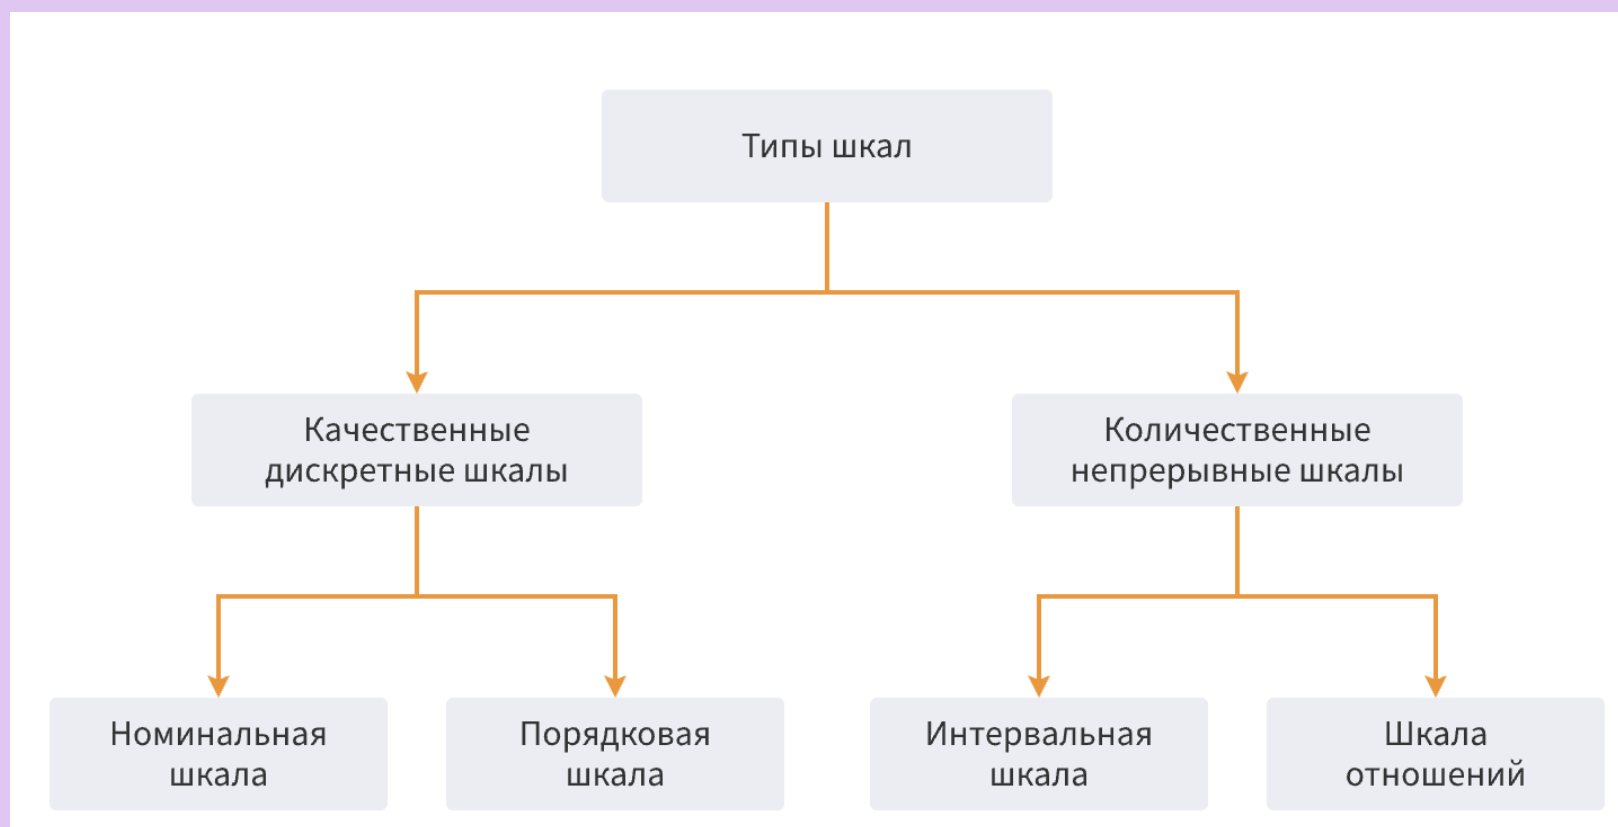 Типы шкал
Качественные
дискретные шкалы
Количественные
непрерывные шкалы
Номинальная
шкала
Порядковая
шкала
Интервальная
шкала
Шкала
отношений